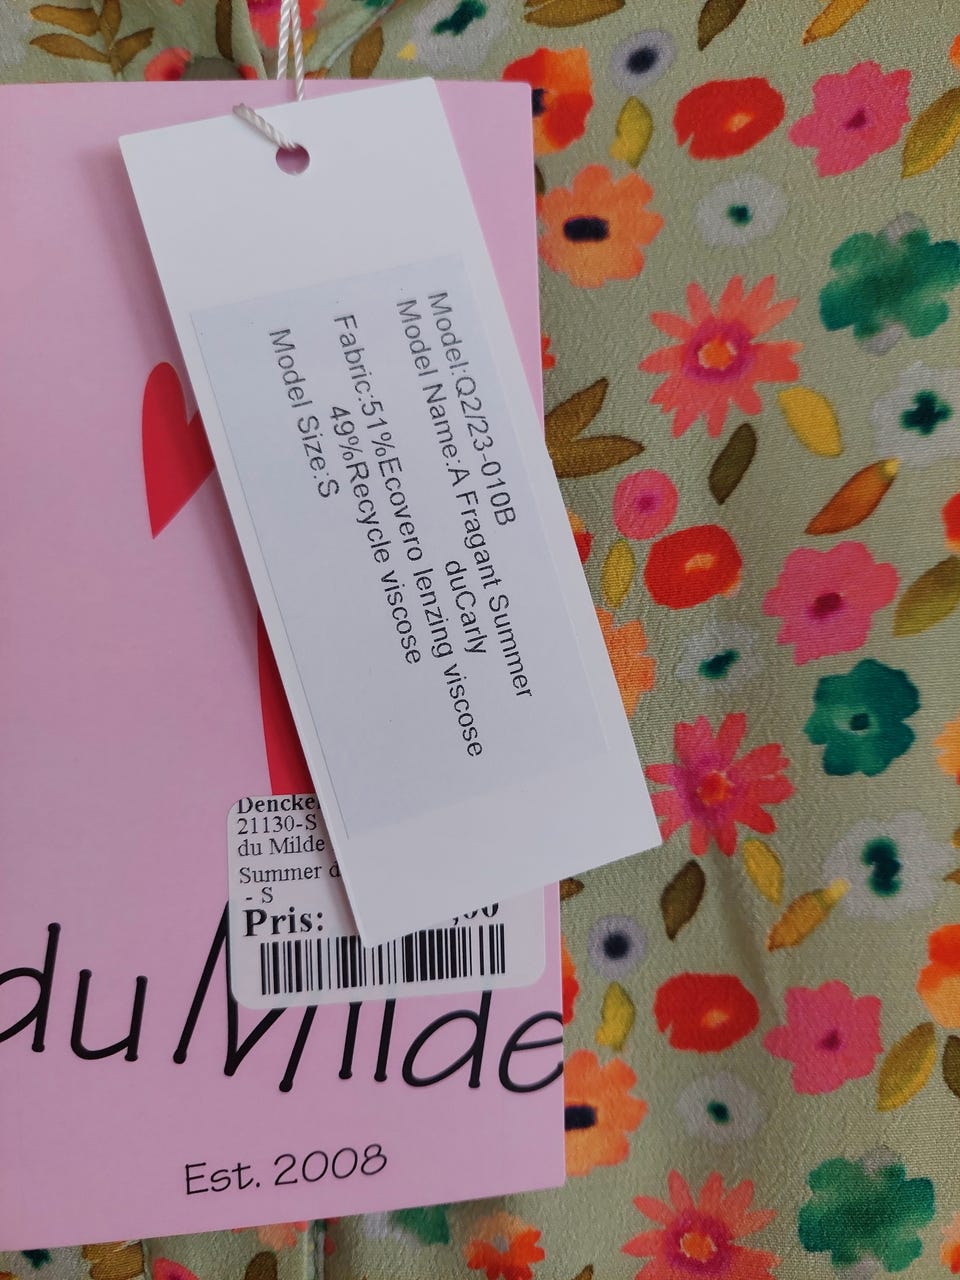 Model:Q2/23-010B
Model Name:A Fragant Summer
duCarly
Fabric:51%Ecovero lenzing viscose
49%Recycle viscose
Model Size:S
21130-S
du Milde
Summer
- S
Pris:
du Milde
Est. 2008